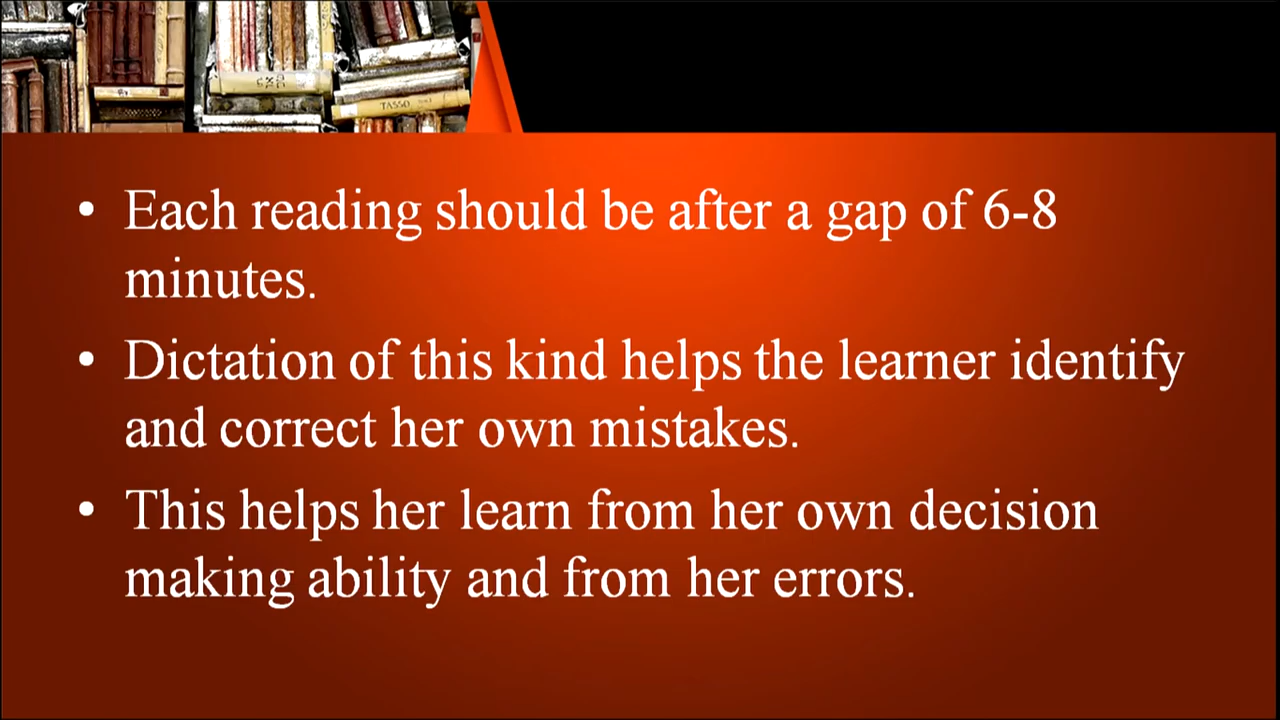 TASSO
• Each reading should be after a gap of 6-8
minutes.
• Dictation of this kind helps the learner identify
and correct her own mistakes.
• This helps her learn from her own decision
making ability and from her errors.